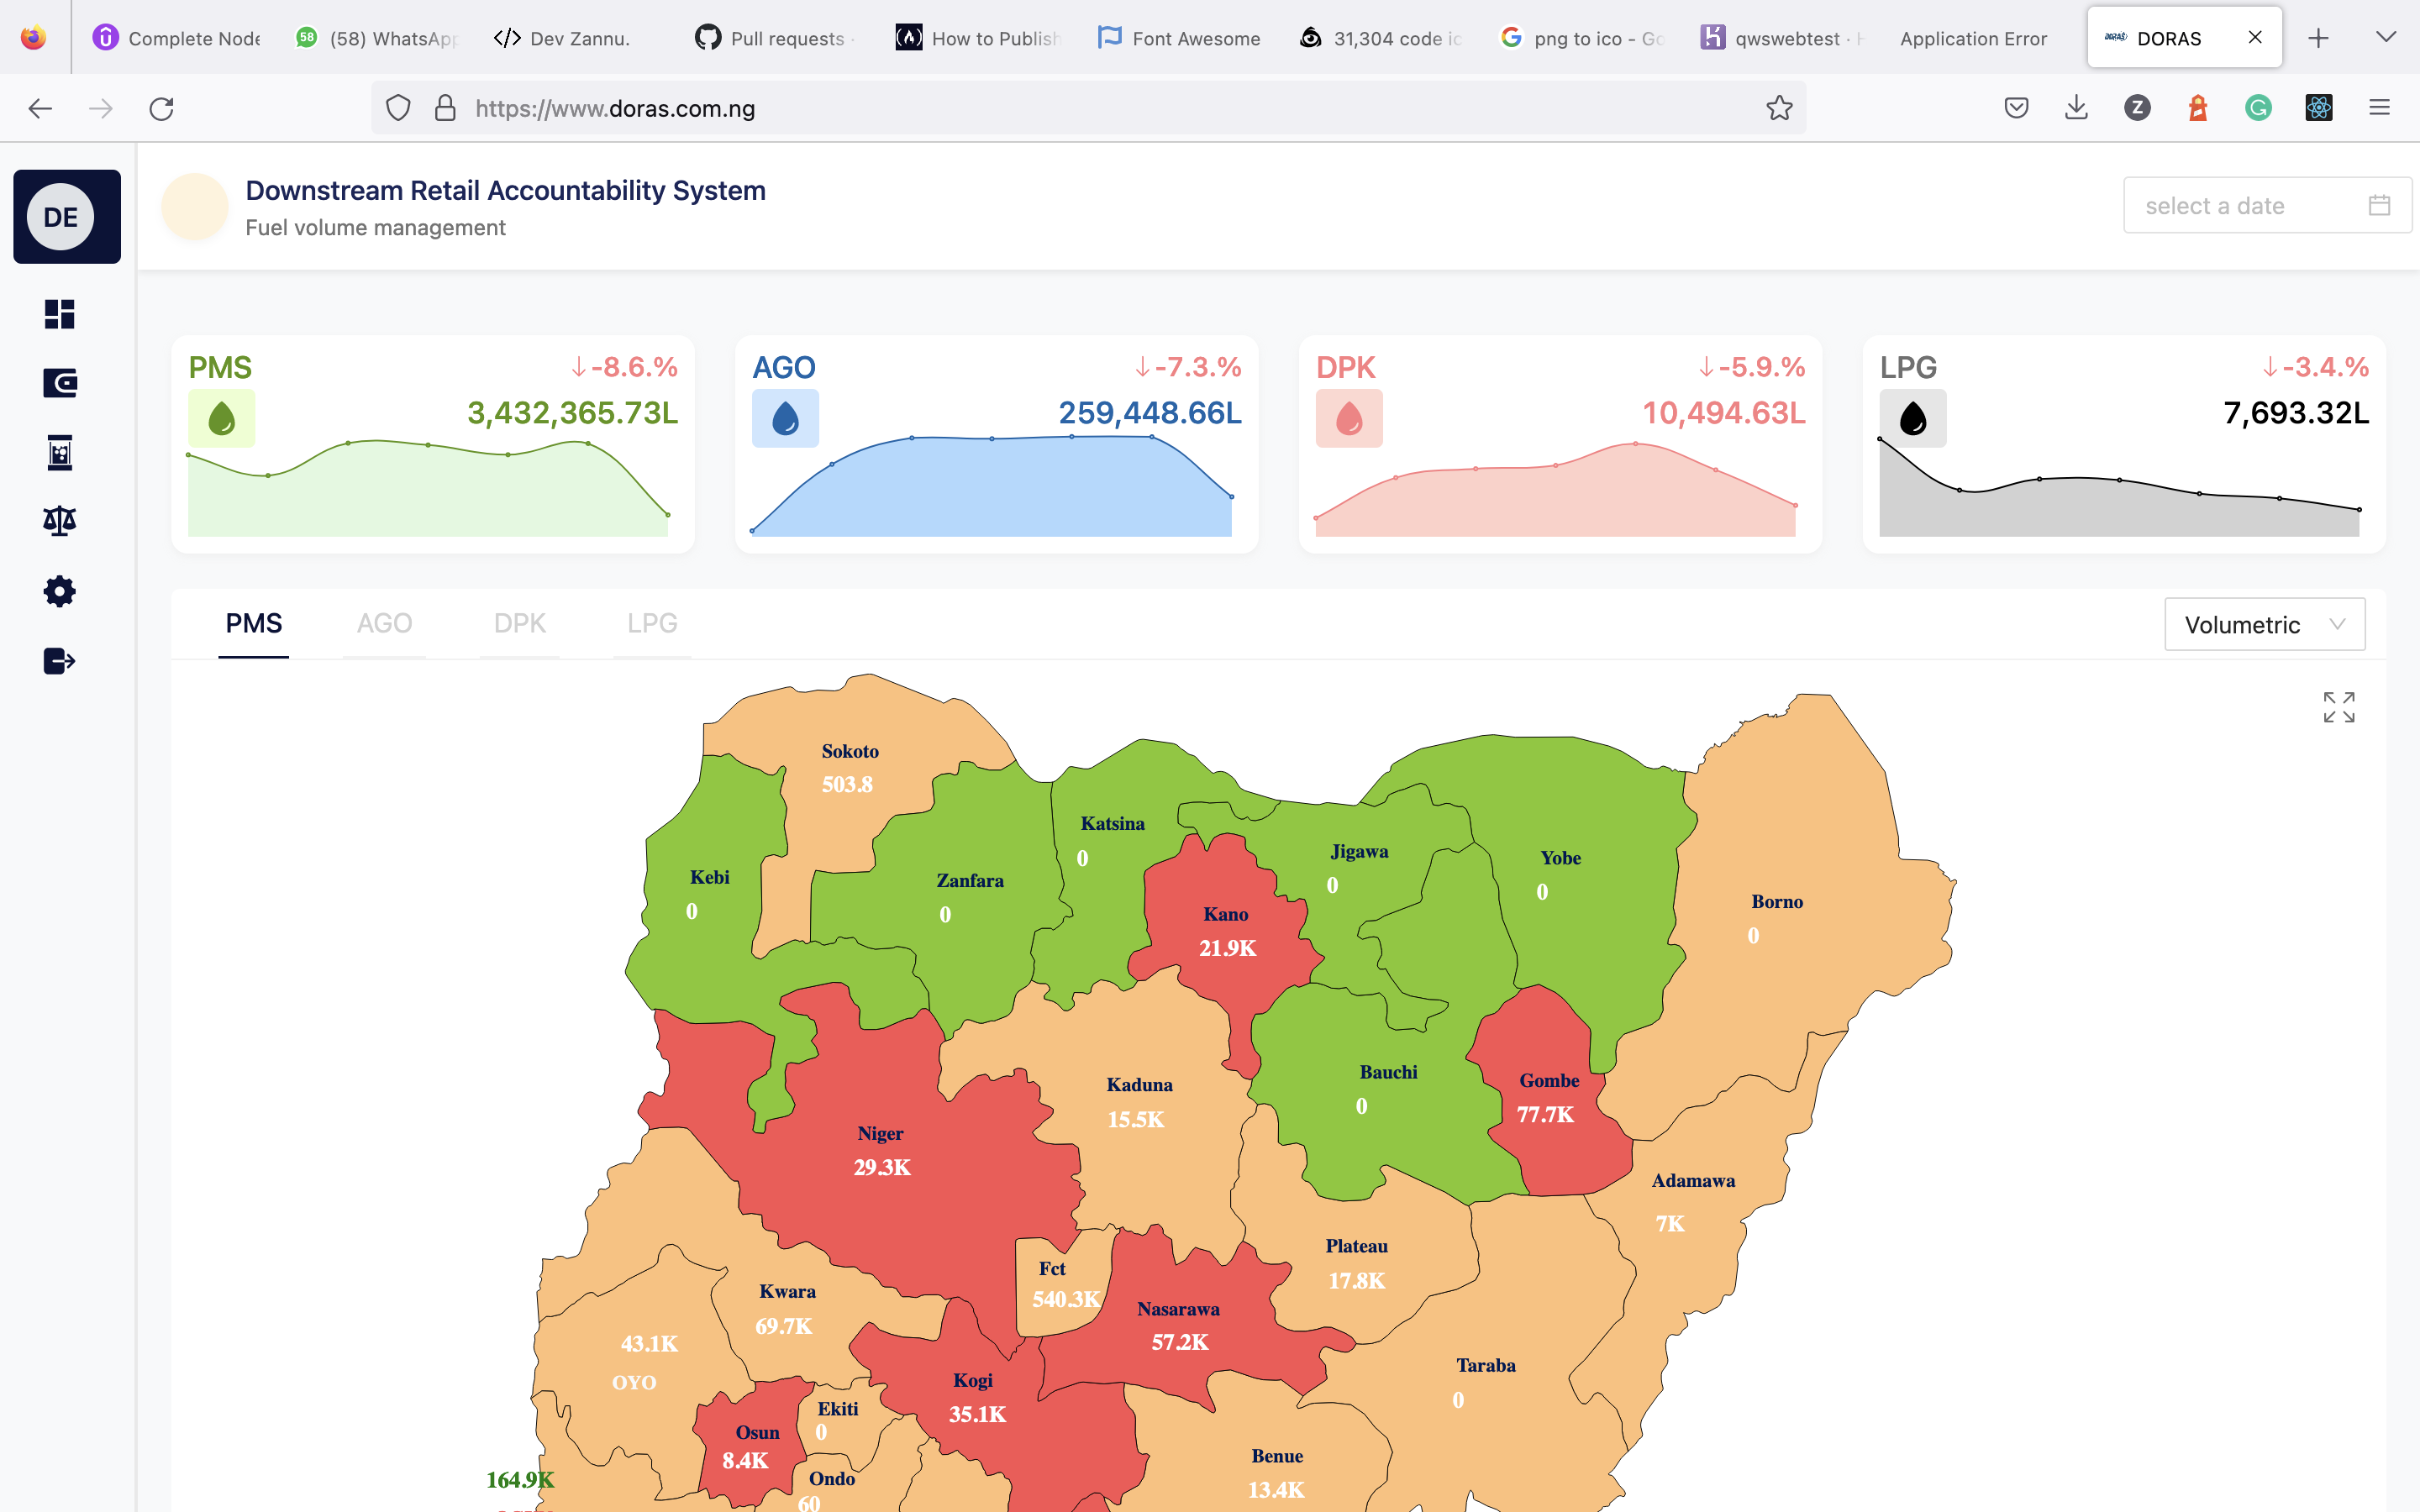 Complete Node
58
(58) WhatsApp
</> Dev Zannu.
Pull requests ·
How to Publish
Font Awesome
31,304 code ic
png to ico - Go
qwswebtest · H
Application Error
DORAS
https://www.doras.com.ng
DE
Downstream Retail Accountability System
Fuel volume management
select a date
PMS
-8.6.%
3,432,365.73L
AGO
-7.3.%
259,448.66L
DPK
-5.9.%
10,494.63L
LPG
-3.4.%
7,693.32L
PMS AGO DPK LPG
Volumetric
Sokoto
503.8
Katsina
0
Jigawa
0
Yobe
0
Kebi
0
Zanfara
0
Kano
21.9K
Borno
0
Bauchi
0
Gombe
77.7K
Kaduna
15.5K
Niger
29.3K
Adamawa
7K
Plateau
17.8K
Fct
540.3K
Nasarawa
57.2K
Kwara
69.7K
43.1K
OYO
Taraba
0
Kogi
35.1K
Ekiti
0
Osun
8.4K
Benue
13.4K
Ondo
60
164.9K